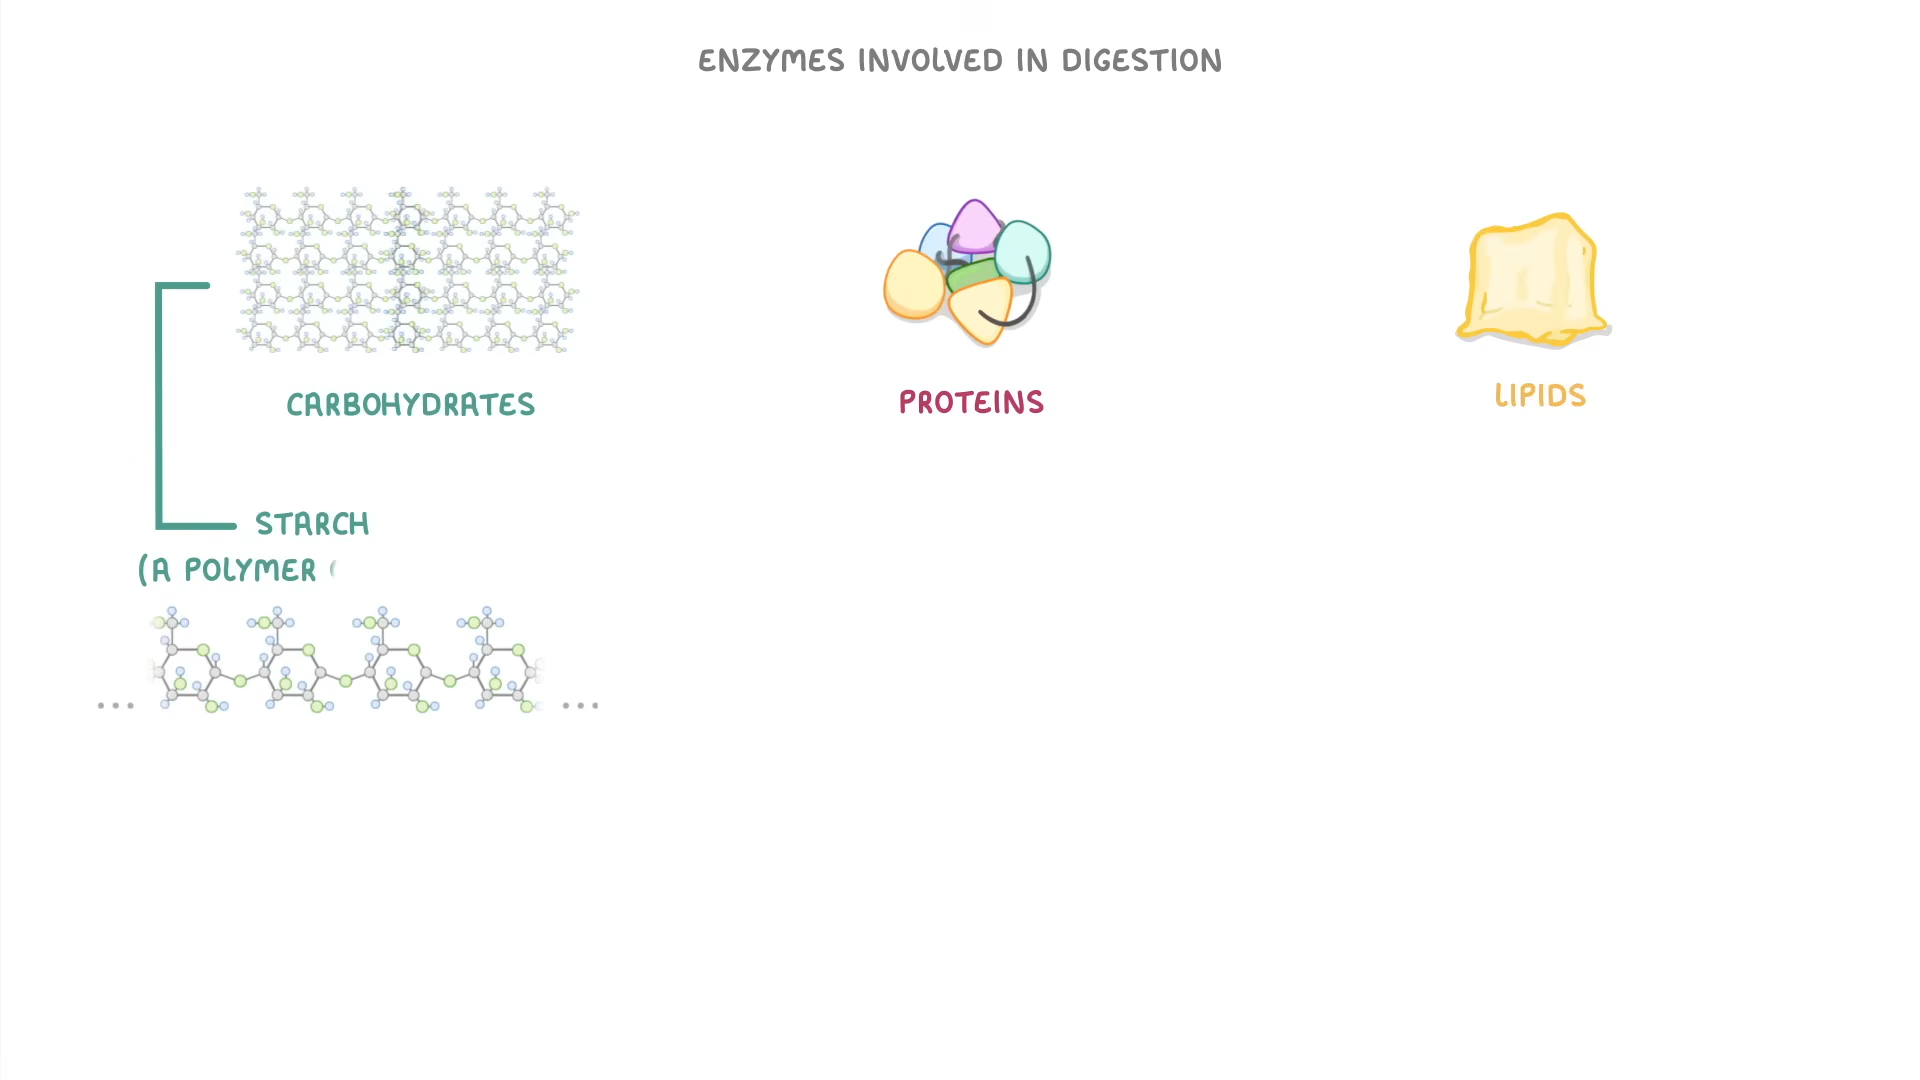 ENZYMES INVOLVED IN DIGESTION
CARBOHYDRATES
PROTEINS
LIPIDS
STARCH
(A POLYMER
... ...